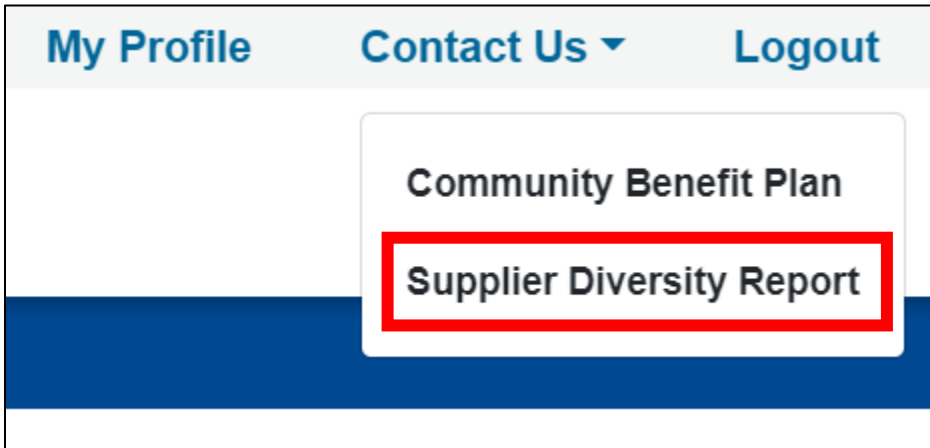 My Profile Contact Us Logout
Community Benefit Plan
Supplier Diversity Report